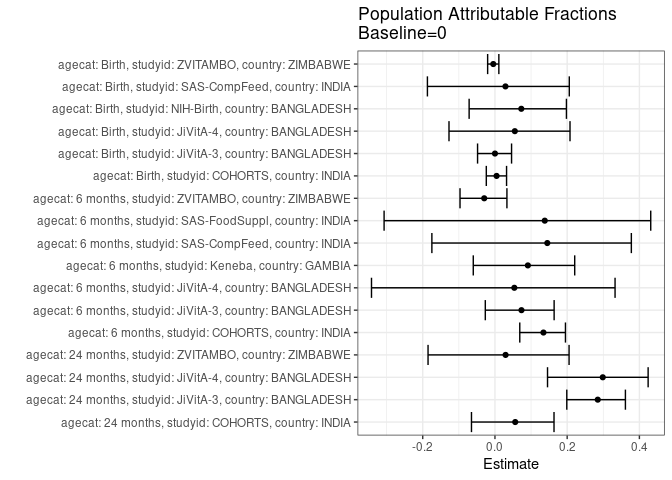 Population Attributable Fractions
Baseline=0
agecat: Birth, studyid: ZVITAMBO, country: ZIMBABWE
agecat: Birth, studyid: SAS-CompFeed, country: INDIA
agecat: Birth, studyid: NIH-Birth, country: BANGLADESH
agecat: Birth, studyid: JiVitA-4, country: BANGLADESH
agecat: Birth, studyid: JiVitA-3, country: BANGLADESH
agecat: Birth, studyid: COHORTS, country: INDIA
agecat: 6 months, studyid: ZVITAMBO, country: ZIMBABWE
agecat: 6 months, studyid: SAS-FoodSuppl, country: INDIA
agecat: 6 months, studyid: SAS-CompFeed, country: INDIA
agecat: 6 months, studyid: Keneba, country: GAMBIA
agecat: 6 months, studyid: JiVitA-4, country: BANGLADESH
agecat: 6 months, studyid: JiVitA-3, country: BANGLADESH
agecat: 6 months, studyid: COHORTS, country: INDIA
agecat: 24 months, studyid: ZVITAMBO, country: ZIMBABWE
agecat: 24 months, studyid: JiVitA-4, country: BANGLADESH
agecat: 24 months, studyid: JiVitA-3, country: BANGLADESH
agecat: 24 months, studyid: COHORTS, country: INDIA
-0.2 0.0 0.2 0.4
Estimate